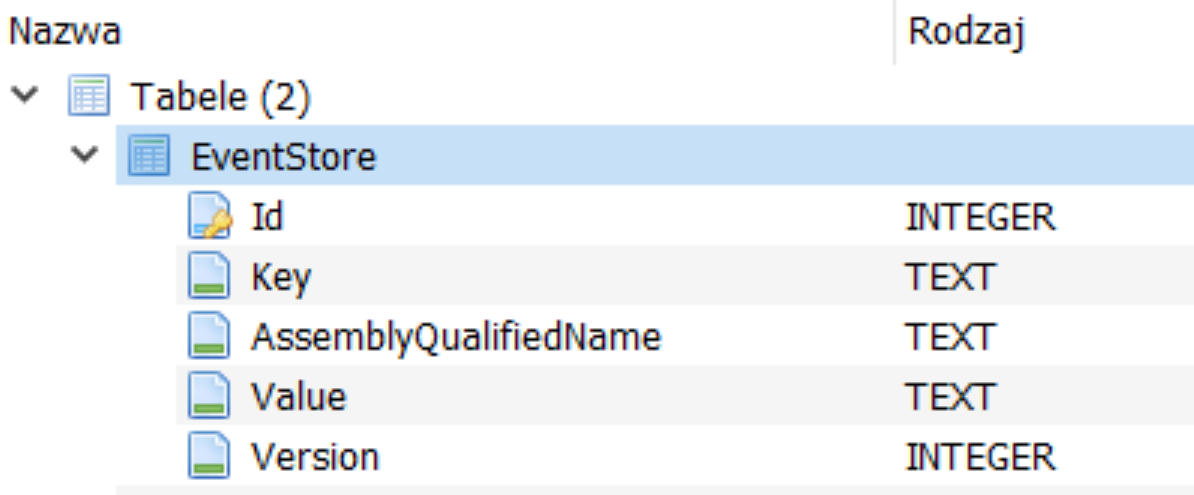 Nazwa Rodzaj
Tabele (2)
EventStore
Id INTEGER
Key TEXT
AssemblyQualifiedName TEXT
Value TEXT
Version INTEGER